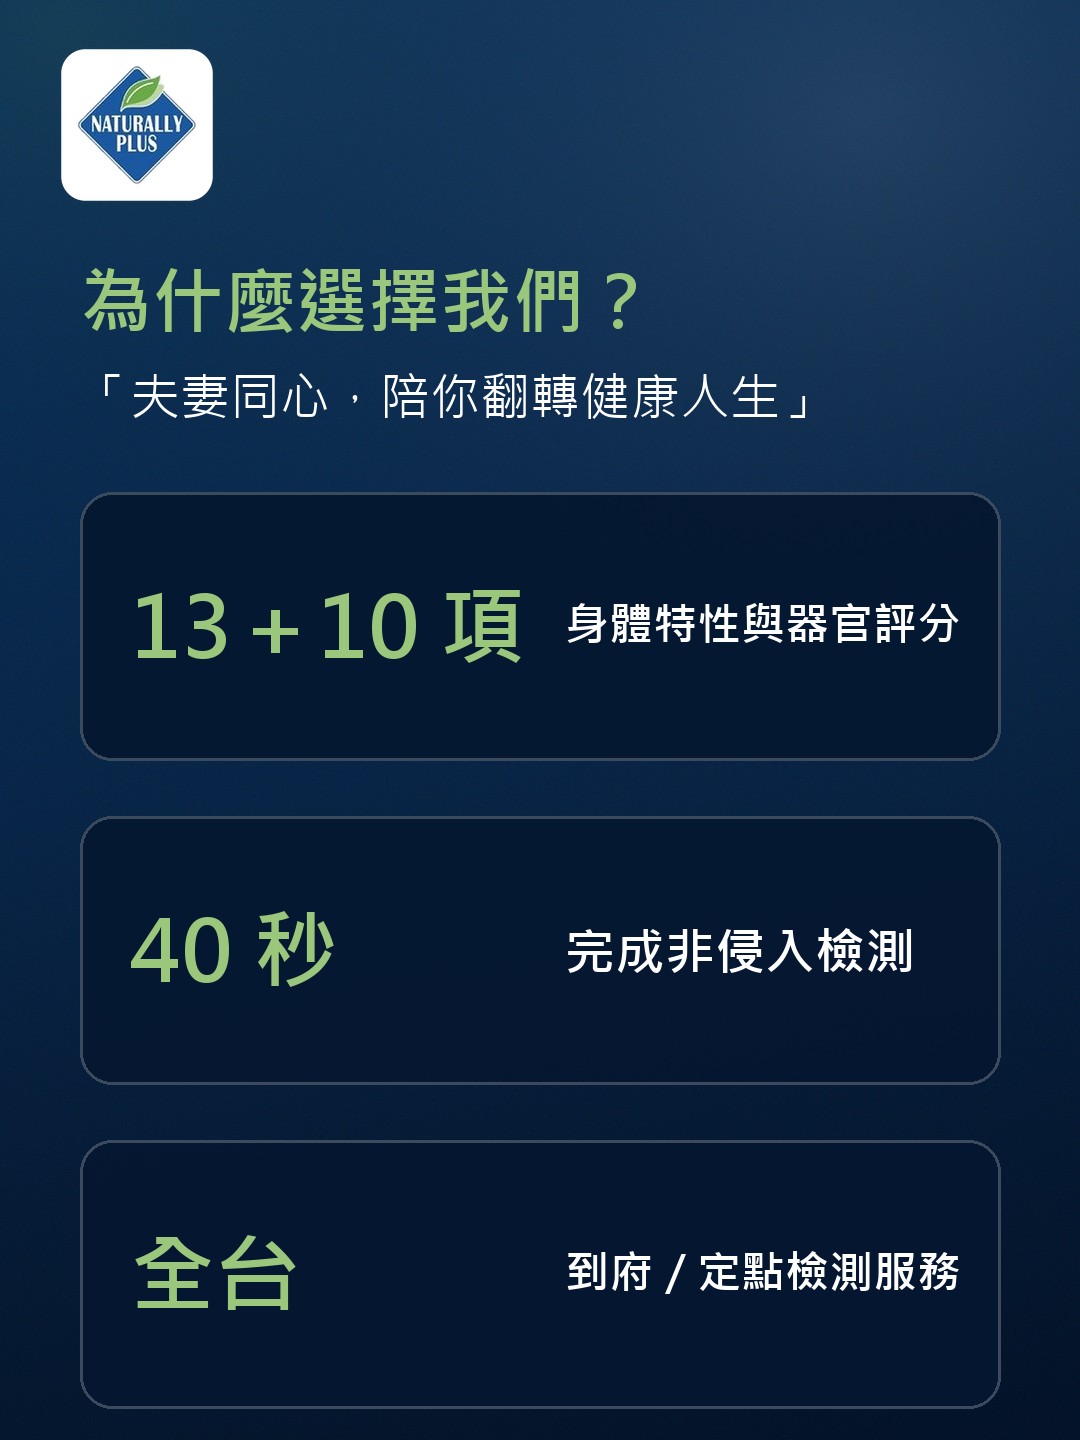 NATURALLY
PLUS
為什麼選擇我們？
「夫妻同心，陪你翻轉健康人生」
13+10 項 身體特性與器官評分
40 秒 完成非侵入檢測
全台 到府 / 定點檢測服務